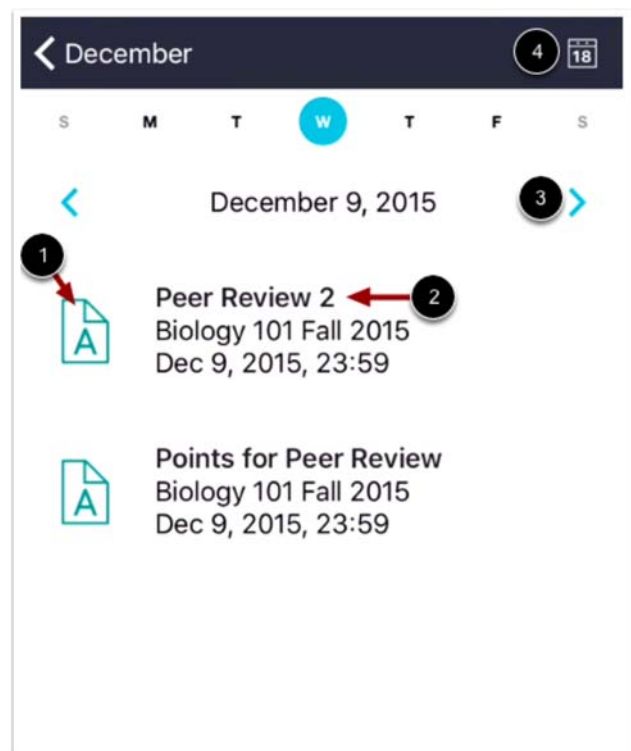 December 4 18
S M T W T F S
December 9, 2015 3
1
Peer Review 2 2
A Biology 101 Fall 2015
Dec 9, 2015, 23:59
Points for Peer Review
A Biology 101 Fall 2015
Dec 9, 2015, 23:59